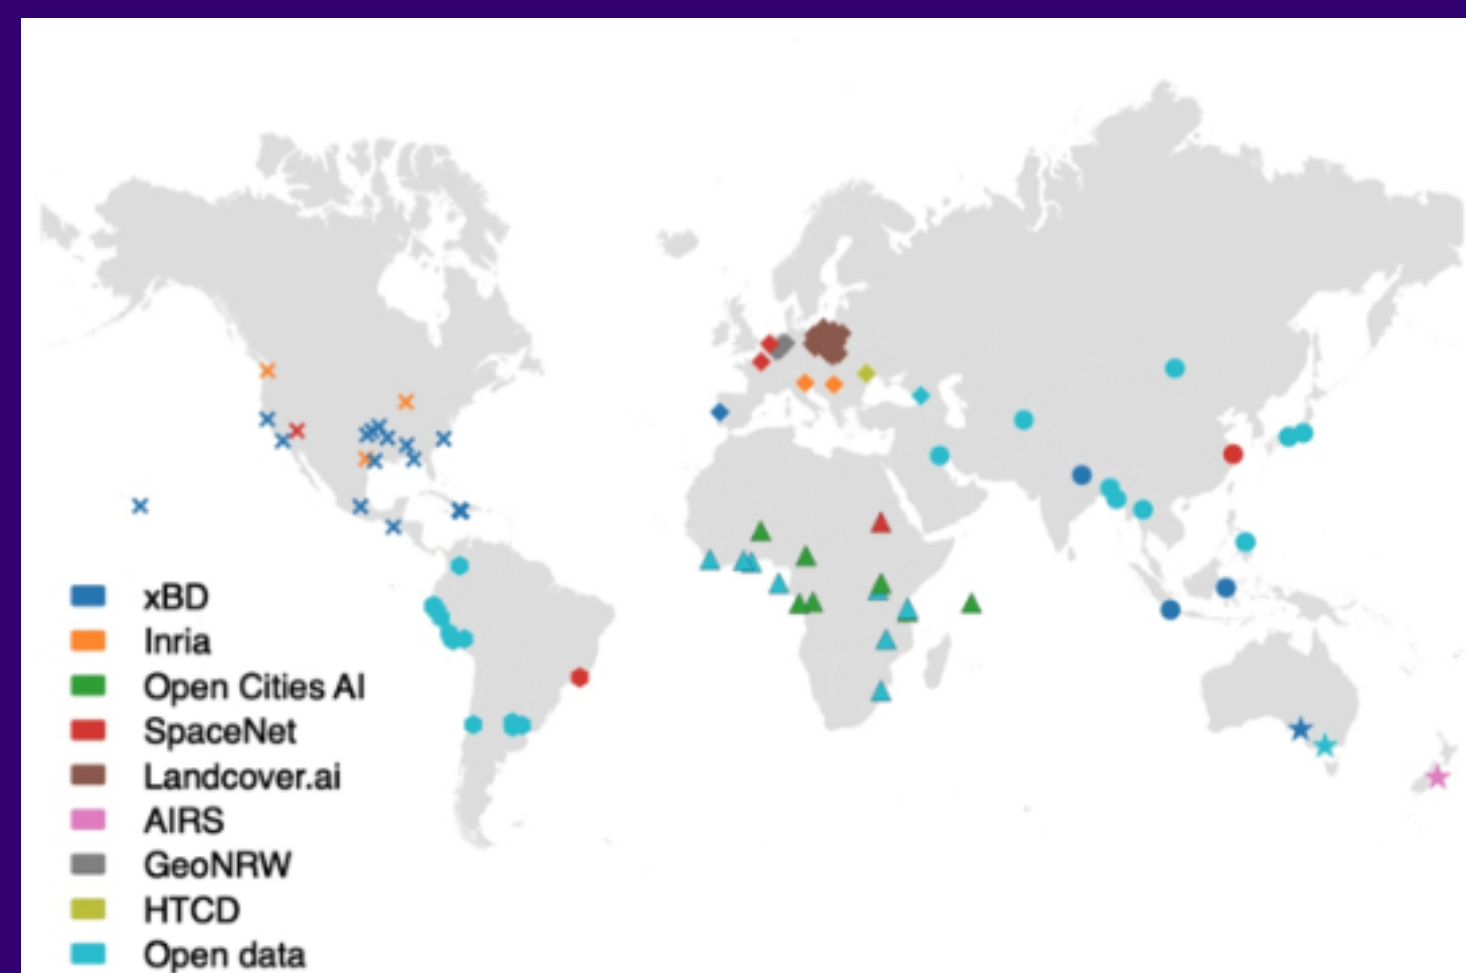 xBD
Inria
Open Cities AI
SpaceNet
Landcover.ai
AIRS
GeoNRW
HTCD
Open data